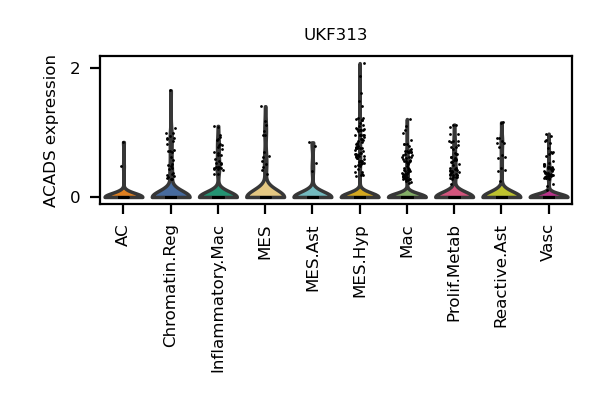 UKF313
ACADS expression
2
0
AC
Chromatin.Reg
Inflammatory.Mac
MES
MES.Ast
MES.Hyp
Mac
Prolif.Metab
Reactive.Ast
Vasc